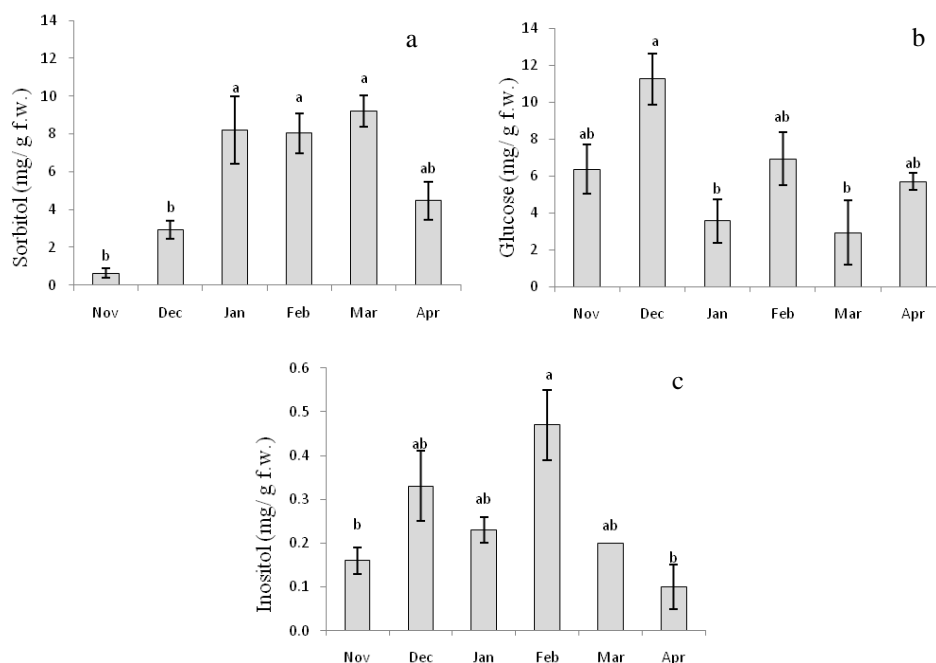 a
Sorbitol (mg/ g f.w.)
14
12
10
8
6
4
2
0
b
b
a
a
a
ab
Nov Dec Jan Feb Mar Apr
b
Glucose (mg/ g f.w.)
14
12
10
8
6
4
2
0
ab
a
b
ab
b
ab
Nov Dec Jan Feb Mar Apr
c
Inositol (mg/ g f.w.)
0.6
0.5
0.4
0.3
0.2
0.1
0.0
b
ab
ab
a
ab
b
Nov Dec Jan Feb Mar Apr